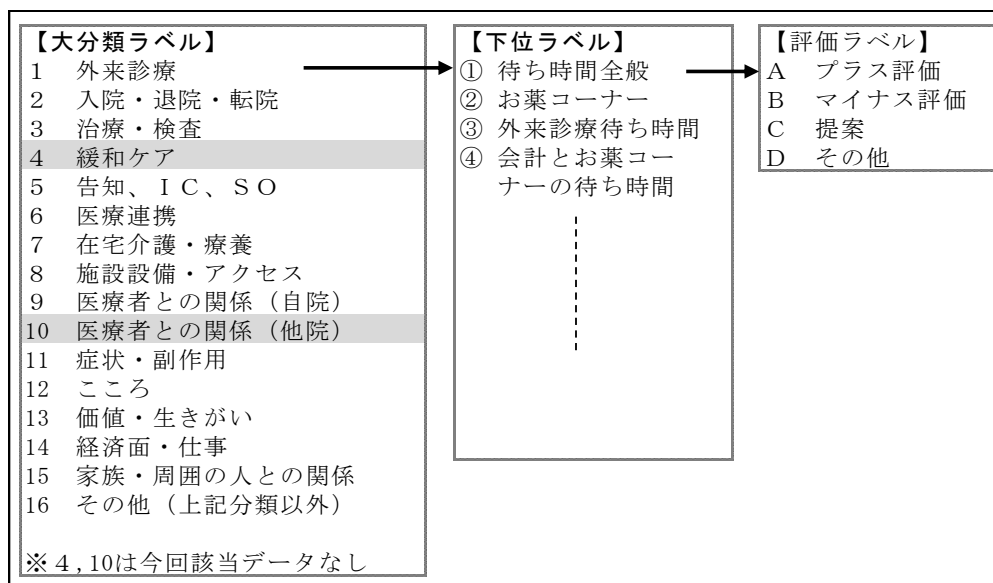 【大分類ラベル】
1 外来診療
2 入院・退院・転院
3 治療・検査
4 緩和ケア
5 告知、ＩＣ、ＳＯ
6 医療連携
7 在宅介護・療養
8 施設設備・アクセス
9 医療者との関係（自院）
10 医療者との関係（他院）
11 症状・副作用
12 こころ
13 価値・生きがい
14 経済面・仕事
15 家族・周囲の人との関係
16 その他（上記分類以外）
※４,10は今回該当データなし
【下位ラベル】
① 待ち時間全般
② お薬コーナー
③ 外来診療待ち時間
④ 会計とお薬コー
ナーの待ち時間
【評価ラベル】
A プラス評価
B マイナス評価
C 提案
D その他